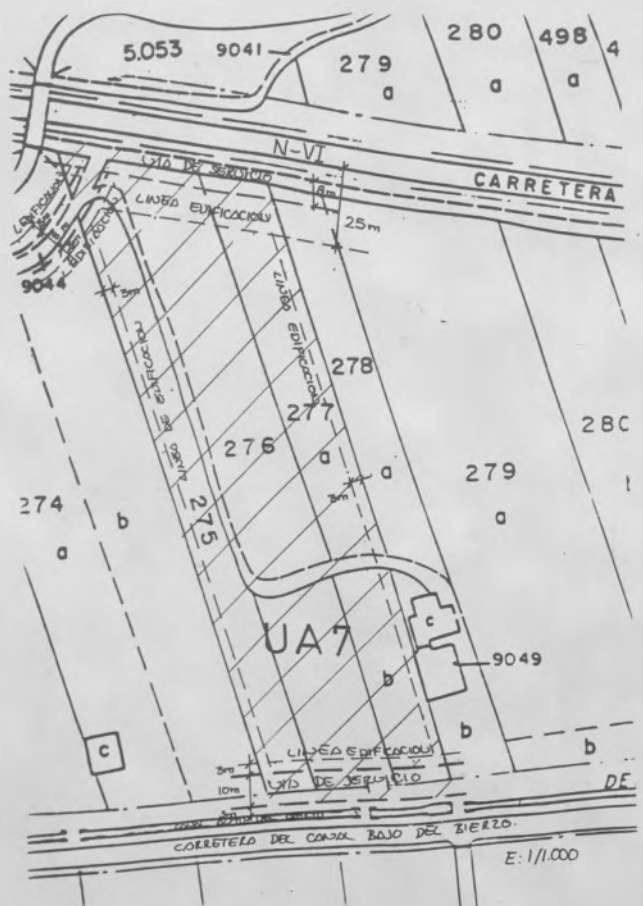 5.053
9041
279
a
280
a
498
a
4
N-VI
CARRETERA
VIA DE SERVICIO
8m
25m
LINEA EDIFICACION
9044
3m
LINEA DE EDIFICACION
LINEA EDIFICACION
278
277
276
a
a
3m
275
280
279
a
274
a
b
c
UA7
9049
b
b
b
c
LINEA EDIFICACION
3m
VIA DE SERVICIO
10m
DE
CARRETERA DEL CANAL BAJO DEL BIERZO.
E: 1/1.000